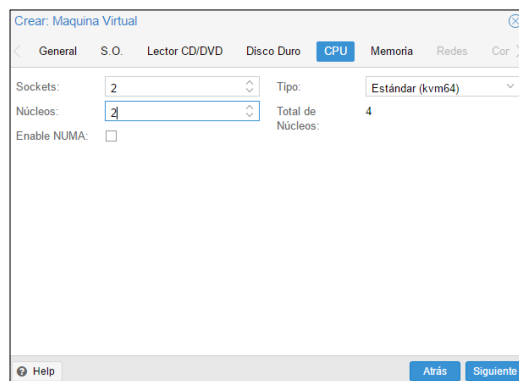 Crear: Maquina Virtual
General S.O. Lector CD/DVD Disco Duro CPU Memoria Redes Cor
Sockets: 2 Tipo: Estándar (kvm64)
Núcleos: 2 Total de Núcleos: 4
Enable NUMA:
Help Atrás Siguiente